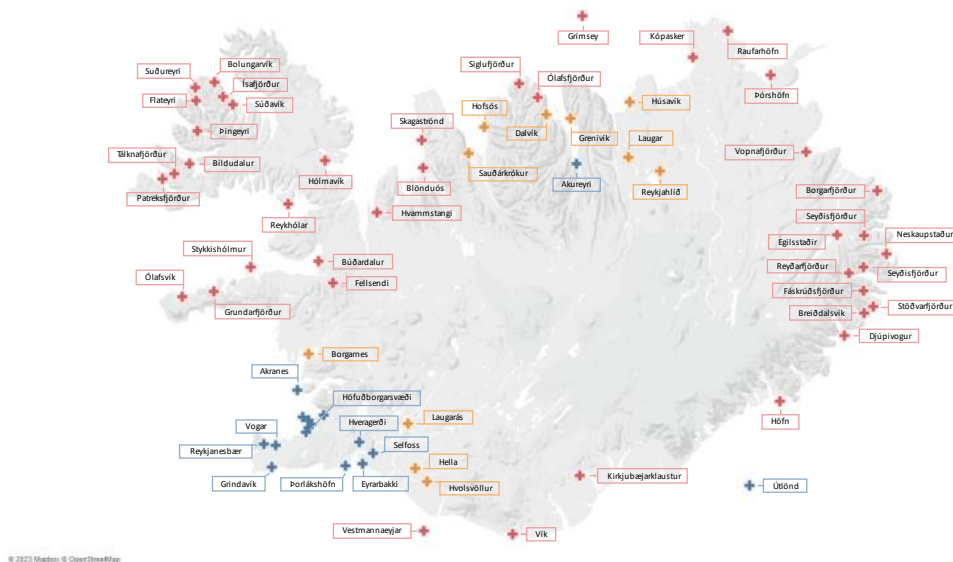 Grímsey
Kópasker
Raufarhöfn
Bolungarvík
Suðureyri
Ísafjörður
Flateyri
Súðavík
Siglufjörður
Ólafsfjörður
Þórshöfn
Hofsós
Húsavík
Þingeyri
Skagaströnd
Dalvík
Grenivík
Laugar
Tálknafjörður
Bíldudalur
Vopnafjörður
Hólmavík
Sauðárkrókur
Akureyri
Reykjahlíð
Blönduós
Patreksfjörður
Borgarfjörður
Hvammstangi
Reykhólar
Seyðisfjörður
Neskaupstaður
Egilsstaðir
Stykkishólmur
Búðardalur
Reyðarfjörður
Seyðisfjörður
Ólafsvík
Fellsendi
Fáskrúðsfjörður
Stöðvarfjörður
Grundarfjörður
Breiðdalsvík
Djúpivogur
Borgarnes
Akranes
Höfuðborgarsvæði
Höfn
Vogar
Hveragerði
Laugarás
Reykjanesbær
Selfoss
Hella
Grindavík
Þorlákshöfn
Eyrarbakki
Hvolsvöllur
Kirkjubæjarklaustur
Útlönd
Vestmannaeyjar
Vík
© 2023 Mapbox © OpenStreetMap